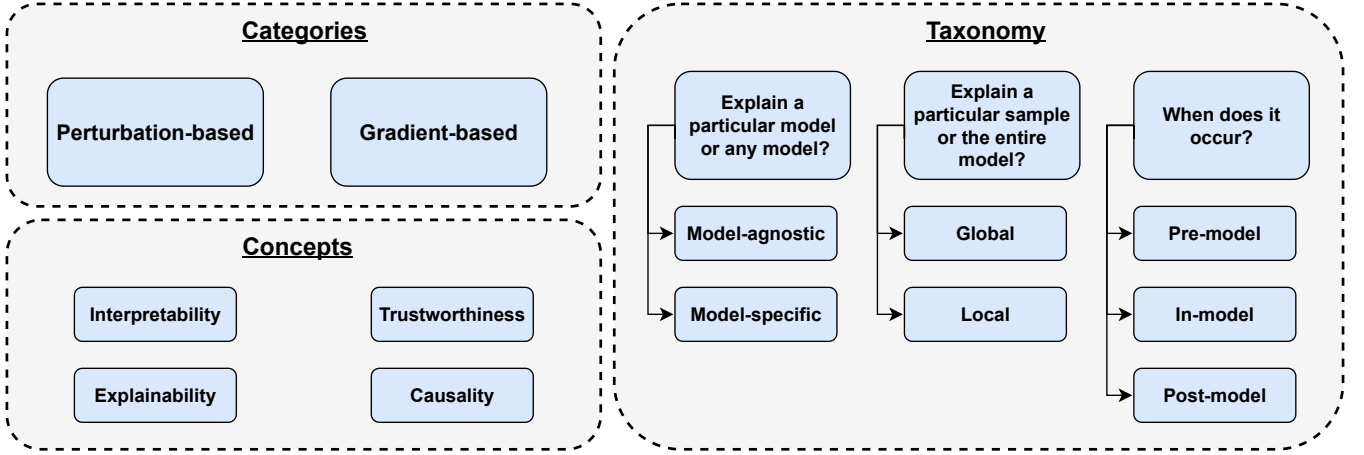 Categories
Perturbation-based
Gradient-based
Concepts
Interpretability
Trustworthiness
Explainability
Causality
Taxonomy
Explain a
particular model
or any model?
Model-agnostic
Model-specific
Explain a
particular sample
or the entire
model?
Global
Local
When does it
occur?
Pre-model
In-model
Post-model